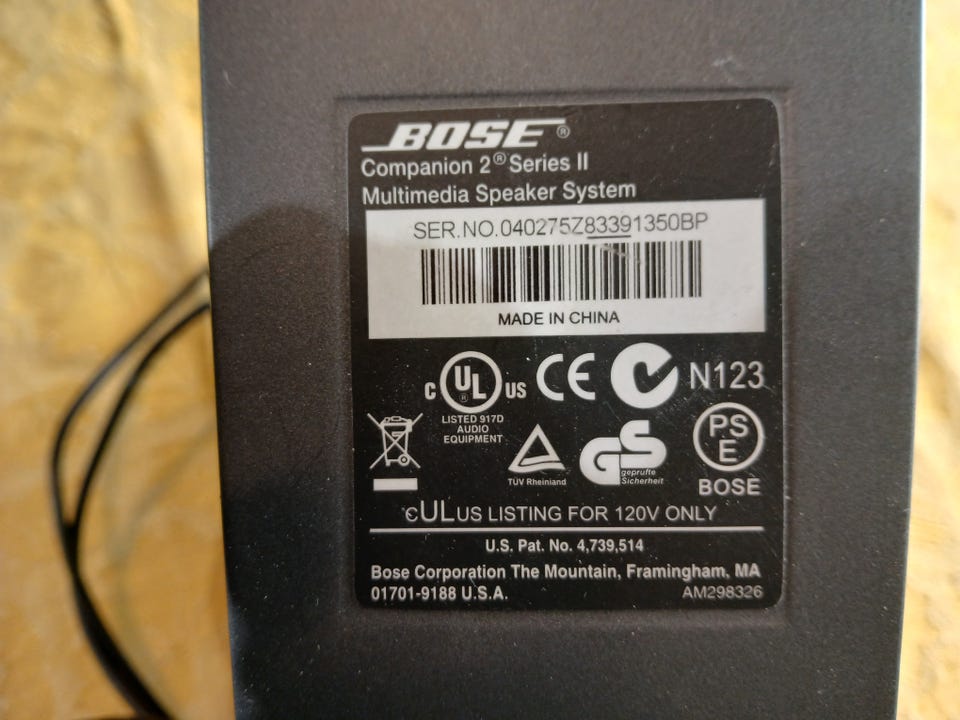 BOSE®
Companion 2® Series II
Multimedia Speaker System
SER.NO.040275Z83391350BP
MADE IN CHINA
C UL® US
LISTED 917D
AUDIO
EQUIPMENT
CE
N123
TÜV Rheinland
GS
geprüfte
Sicherheit
PS
E
BOSE
cULus LISTING FOR 120V ONLY
U.S. Pat. No. 4,739,514
Bose Corporation The Mountain, Framingham, MA
01701-9188 U.S.A.
AM298326